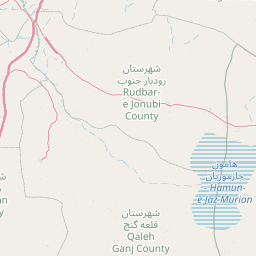 شهرستان
رودبار جنوب
Rudbar-
e Jonubi
County
هامون
جازموریان
- Hamun-
e-Jaz-Murian
شهرستان
قلعه گنج
Qaleh
Ganj County